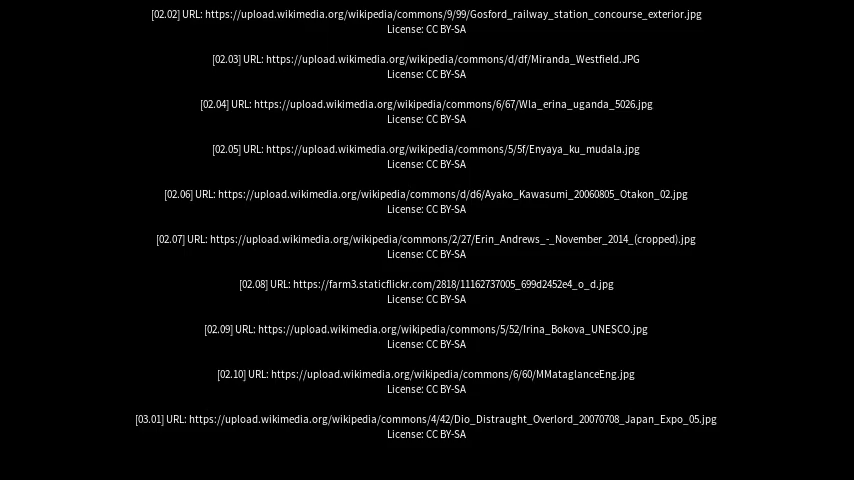 [02.02] URL: https://upload.wikimedia.org/wikipedia/commons/9/99/Gosford_railway_station_concourse_exterior.jpg
License: CC BY-SA
[02.03] URL: https://upload.wikimedia.org/wikipedia/commons/d/df/Miranda_Westfield.JPG
License: CC BY-SA
[02.04] URL: https://upload.wikimedia.org/wikipedia/commons/6/67/Wla_erina_uganda_5026.jpg
License: CC BY-SA
[02.05] URL: https://upload.wikimedia.org/wikipedia/commons/5/5f/Enyaya_ku_mudala.jpg
License: CC BY-SA
[02.06] URL: https://upload.wikimedia.org/wikipedia/commons/d/d6/Ayako_Kawasumi_20060805_Otakon_02.jpg
License: CC BY-SA
[02.07] URL: https://upload.wikimedia.org/wikipedia/commons/2/27/Erin_Andrews_-_November_2014_(cropped).jpg
License: CC BY-SA
[02.08] URL: https://farm3.staticflickr.com/2818/11162737005_699d2452e4_o_d.jpg
License: CC BY-SA
[02.09] URL: https://upload.wikimedia.org/wikipedia/commons/5/52/Irina_Bokova_UNESCO.jpg
License: CC BY-SA
[02.10] URL: https://upload.wikimedia.org/wikipedia/commons/6/60/MMataglanceEng.jpg
License: CC BY-SA
[03.01] URL: https://upload.wikimedia.org/wikipedia/commons/4/42/Dio_Distraught_Overlord_20070708_Japan_Expo_05.jpg
License: CC BY-SA